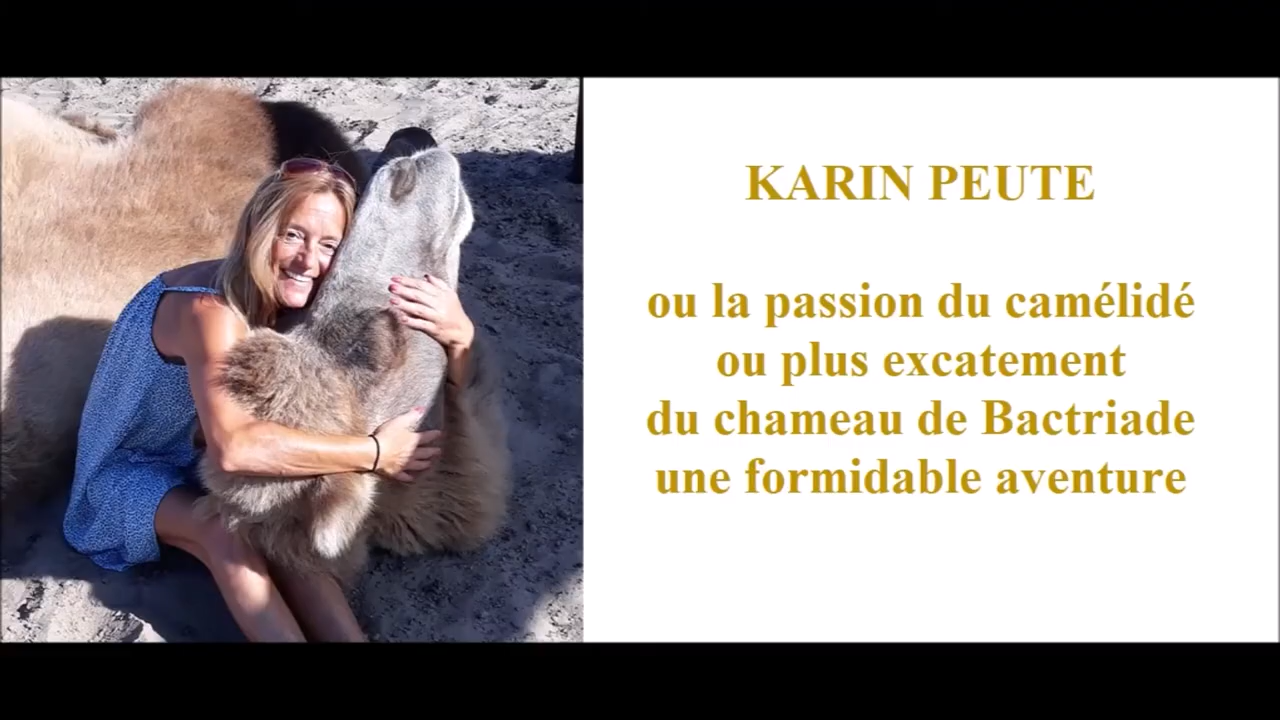 KARIN PEUTE
ou la passion du camélidé
ou plus excatement
du chameau de Bactriade
une formidable aventure